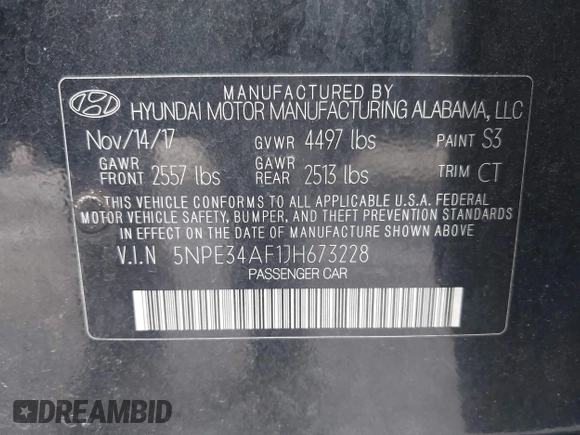 MANUFACTURED BY
HYUNDAI MOTOR MANUFACTURING ALABAMA, LLC
Nov/14/17 GVWR 4497 lbs PAINT S3
GAWR FRONT 2557 lbs GAWR REAR 2513 lbs TRIM CT
THIS VEHICLE CONFORMS TO ALL APPLICABLE U.S.A. FEDERAL
MOTOR VEHICLE SAFETY, BUMPER, AND THEFT PREVENTION STANDARDS
IN EFFECT ON THE DATE OF MANUFACTURE SHOWN ABOVE.
V.I.N 5NPE34AF1JH673228
PASSENGER CAR
DREAMBID